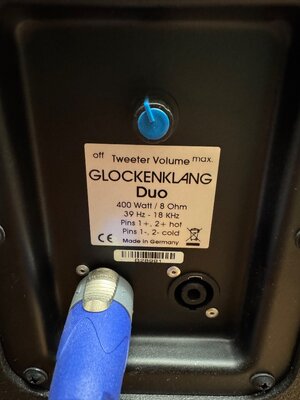 off Tweeter Volume max.
GLOCKENKLANG
Duo
400 Watt / 8 Ohm
39 Hz - 18 KHz
Pins 1+, 2+ hot
Pins 1-, 2- cold
CE Made in Germany